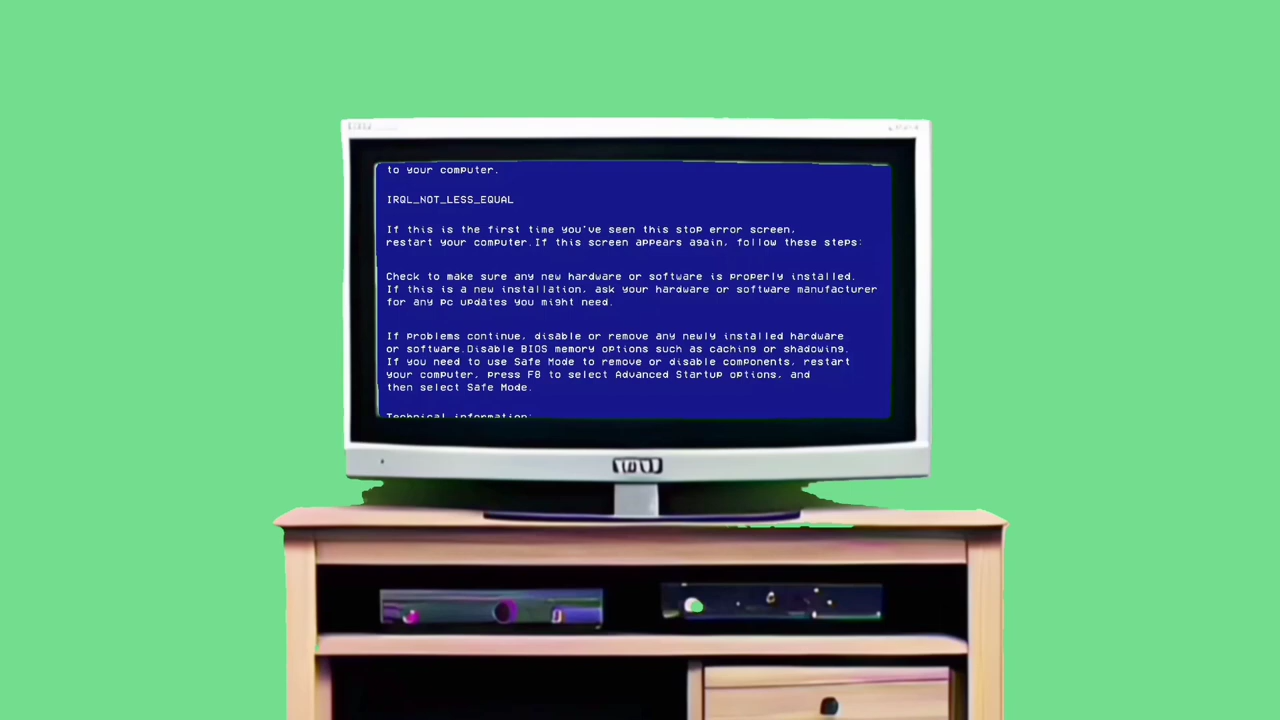 to your computer.
IRQL_NOT_LESS_EQUAL
If this is the first time you've seen this stop error screen,
restart your computer.If this screen appears again, follow these steps:
Check to make sure any new hardware or software is properly installed.
If this is a new installation, ask your hardware or software manufacturer
for any pc updates you might need.
If problems continue, disable or remove any newly installed hardware
or software.Disable BIOS memory options such as caching or shadowing.
If you need to use Safe Mode to remove or disable components, restart
your computer, press F8 to select Advanced Startup options, and
then select Safe Mode.
Technical information: